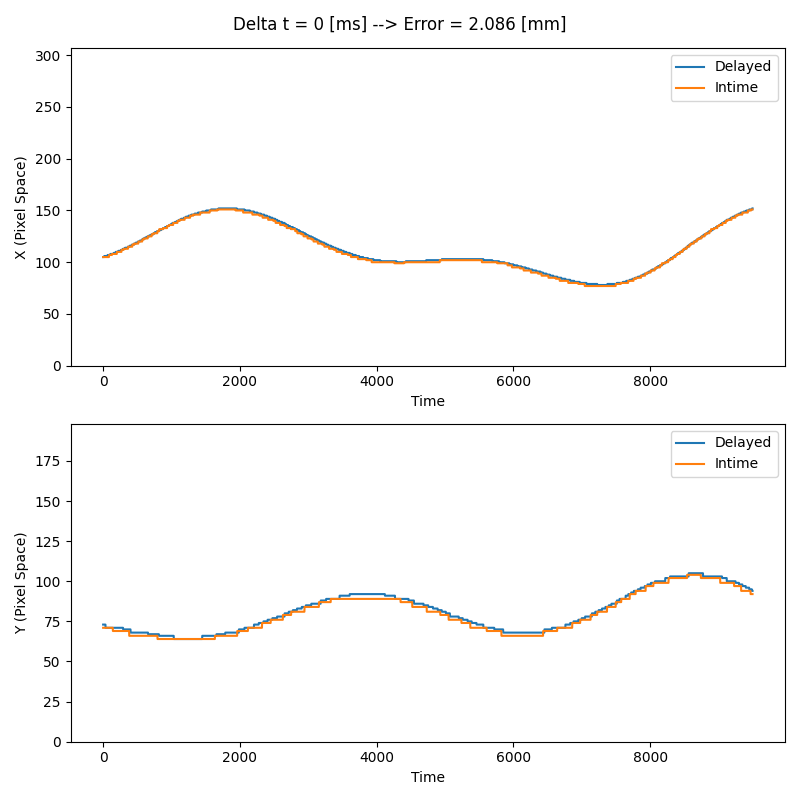 Delta t = 0 [ms] --> Error = 2.086 [mm]
300
250
200
150
100
50
0
X (Pixel Space)
Delayed
Intime
0 2000 4000 6000 8000
Time
175
150
125
100
75
50
25
0
Y (Pixel Space)
Delayed
Intime
0 2000 4000 6000 8000
Time